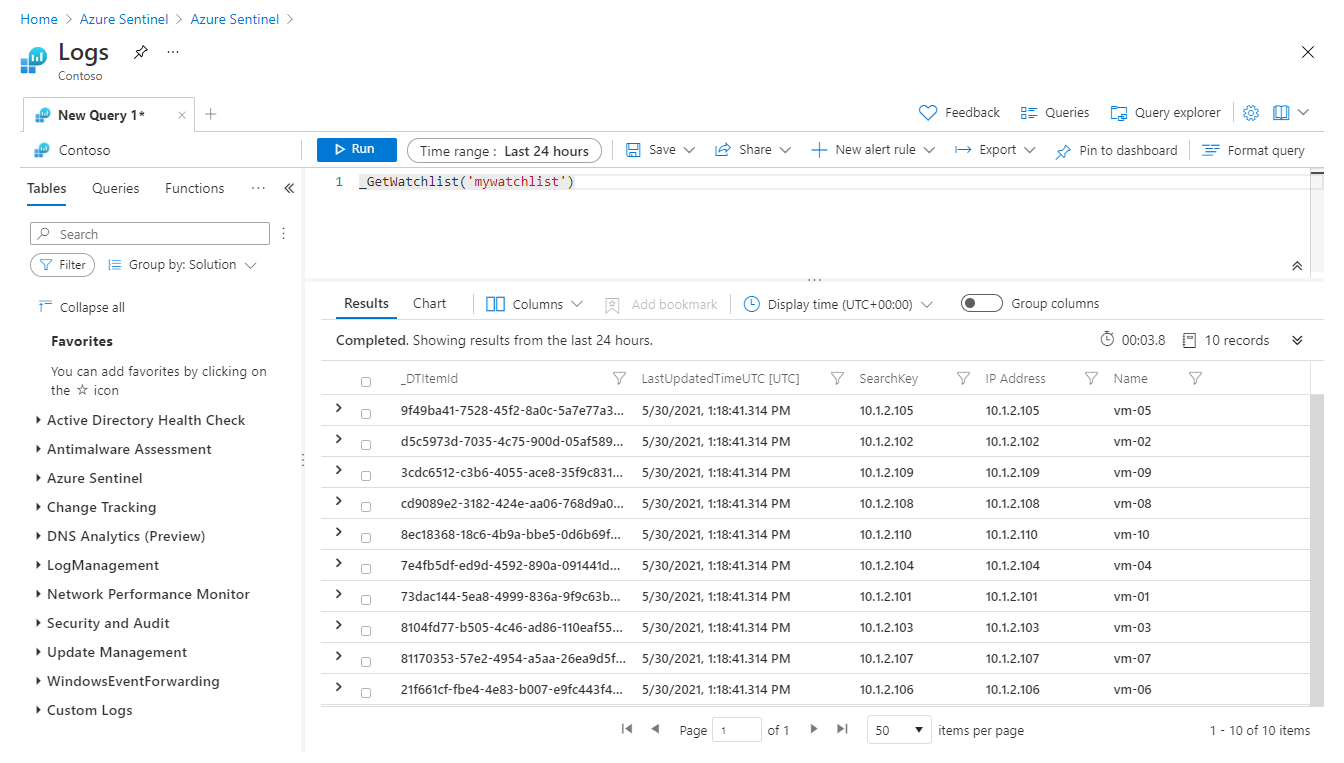 Home > Azure Sentinel > Azure Sentinel >
Logs ...
Contoso
New Query 1*
Feedback Queries Query explorer
Contoso
Run Time range : Last 24 hours Save Share New alert rule Export Pin to dashboard Format query
Tables Queries Functions ... «
1 _GetWatchlist('mywatchlist')
Search
Filter Group by: Solution
Collapse all
Favorites
You can add favorites by clicking on
the ☆ icon
Active Directory Health Check
Antimalware Assessment
Azure Sentinel
Change Tracking
DNS Analytics (Preview)
LogManagement
Network Performance Monitor
Security and Audit
Update Management
WindowsEventForwarding
Custom Logs
Results Chart Columns Add bookmark Display time (UTC+00:00) Group columns
Completed. Showing results from the last 24 hours. 00:03.8 10 records
_DTItemId LastUpdatedTimeUTC [UTC] SearchKey IP Address Name
9f49ba41-7528-45f2-8a0c-5a7e77a3... 5/30/2021, 1:18:41.314 PM 10.1.2.105 10.1.2.105 vm-05
d5c5973d-7035-4c75-900d-05af589... 5/30/2021, 1:18:41.314 PM 10.1.2.102 10.1.2.102 vm-02
3cdc6512-c3b6-4055-ace8-35f9c831... 5/30/2021, 1:18:41.314 PM 10.1.2.109 10.1.2.109 vm-09
cd9089e2-3182-424e-aa06-768d9a0... 5/30/2021, 1:18:41.314 PM 10.1.2.108 10.1.2.108 vm-08
8ec18368-18c6-4b9a-bbe5-0d6b69f... 5/30/2021, 1:18:41.314 PM 10.1.2.110 10.1.2.110 vm-10
7e4fb5df-ed9d-4592-890a-091441d... 5/30/2021, 1:18:41.314 PM 10.1.2.104 10.1.2.104 vm-04
73dac144-5ea8-4999-836a-9f9c63b... 5/30/2021, 1:18:41.314 PM 10.1.2.101 10.1.2.101 vm-01
8104fd77-b505-4c46-ad86-110eaf55... 5/30/2021, 1:18:41.314 PM 10.1.2.103 10.1.2.103 vm-03
81170353-57e2-4954-a5aa-26ea9d5f... 5/30/2021, 1:18:41.314 PM 10.1.2.107 10.1.2.107 vm-07
21f661cf-fbe4-4e83-b007-e9fc443f4... 5/30/2021, 1:18:41.314 PM 10.1.2.106 10.1.2.106 vm-06
Page 1 of 1 50 items per page 1 - 10 of 10 items